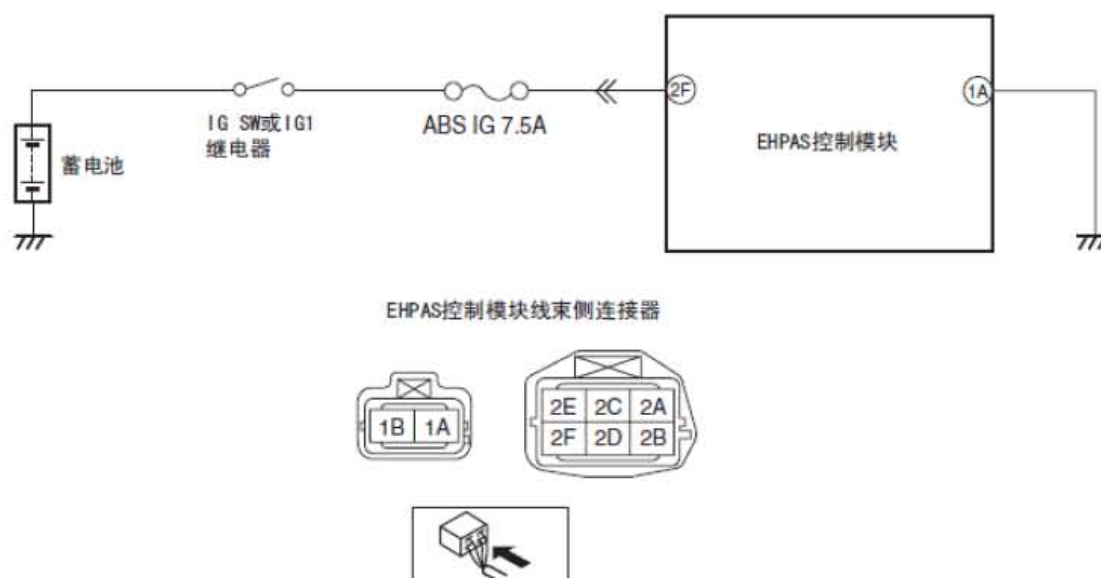 2F
1A
IG SW或IG1
继电器
ABS IG 7.5A
EHPAS控制模块
蓄电池
EHPAS控制模块线束侧连接器
2E 2C 2A
1B 1A
2F 2D 2B